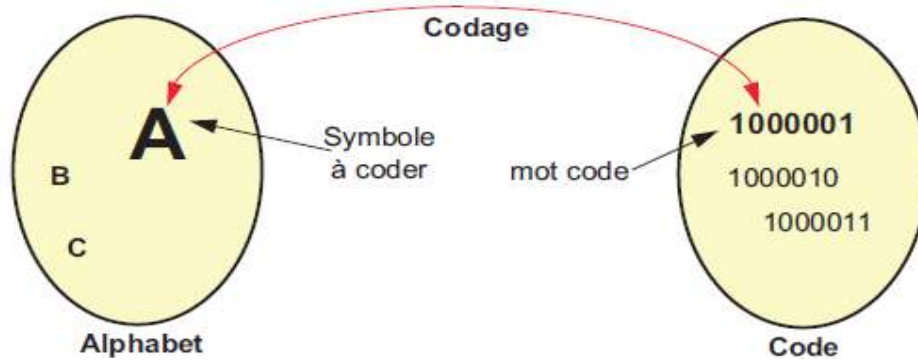 Codage
A
Symbole
à coder
B
C
Alphabet
mot code
1000001
1000010
1000011
Code